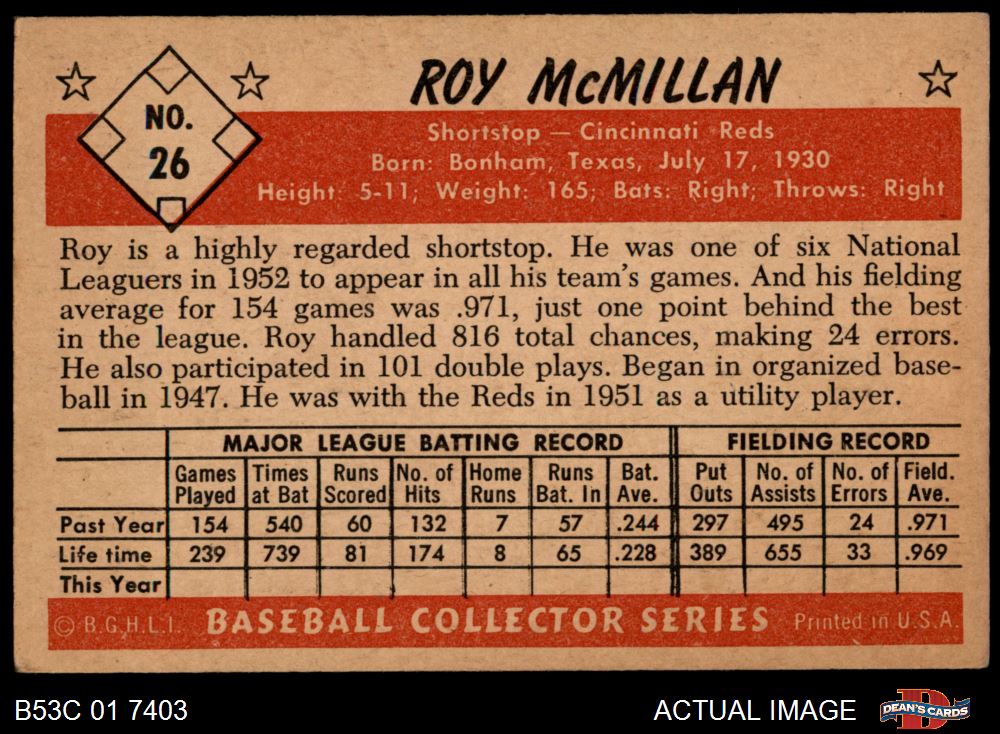 NO.
26
ROY McMILLAN
Shortstop — Cincinnati Reds
Born: Bonham, Texas, July 17, 1930
Height: 5-11; Weight: 165; Bats: Right; Throws: Right
Roy is a highly regarded shortstop. He was one of six National
Leaguers in 1952 to appear in all his team's games. And his fielding
average for 154 games was .971, just one point behind the best
in the league. Roy handled 816 total chances, making 24 errors.
He also participated in 101 double plays. Began in organized base-
ball in 1947. He was with the Reds in 1951 as a utility player.
MAJOR LEAGUE BATTING RECORD FIELDING RECORD
Games Times Runs No. of Home Runs Bat. Put No. of No. of Field.
Played at Bat Scored Hits Runs Bat. In Ave. Outs Assists Errors Ave.
Past Year 154 540 60 132 7 57 .244 297 495 24 .971
Life time 239 739 81 174 8 65 .228 389 655 33 .969
This Year
© B.G.H.L.I. BASEBALL COLLECTOR SERIES Printed in U.S.A.
B53C 01 7403 ACTUAL IMAGE DEAN'S CARDS